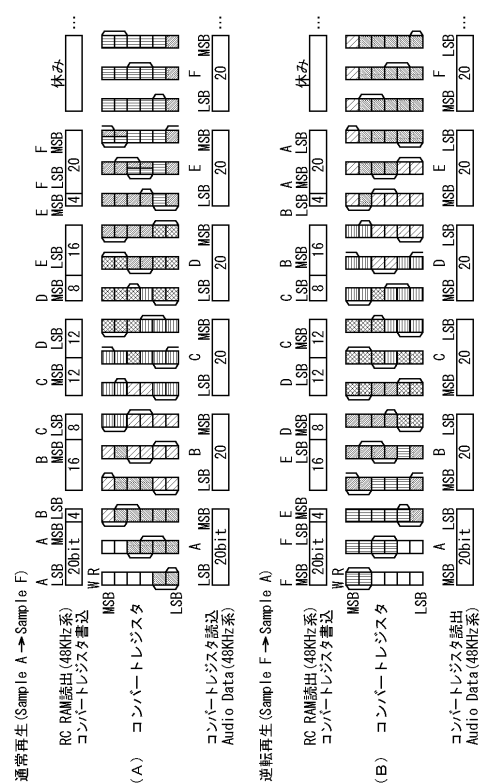 通常再生(Sample A→Sample F)
A A B B C C D D E E F F
LSB MSB LSB MSB LSB MSB LSB MSB LSB MSB LSB MSB
RC RAM読出(48KHz系)
コンバートレジスタ書込
20bit 4 16 8 12 12 8 16 4 20 休み …
W R
MSB
(A) コンバートレジスタ
LSB
A B C D E F
LSB MSB LSB MSB LSB MSB LSB MSB LSB MSB LSB MSB
コンバートレジスタ読込
Audio Data(48KHz系)
20bit 20 20 20 20 20 …
逆転再生(Sample F→Sample A)
F F E E D D C C B B A A
MSB LSB MSB LSB MSB LSB MSB LSB MSB LSB MSB LSB
RC RAM読出(48KHz系)
コンバートレジスタ書込
20bit 4 16 8 12 12 8 16 4 20 休み …
W R
MSB
(B) コンバートレジスタ
LSB
A B C D E F
MSB LSB MSB LSB MSB LSB MSB LSB MSB LSB MSB LSB
コンバートレジスタ読出
Audio Data(48KHz系)
20bit 20 20 20 20 20 …